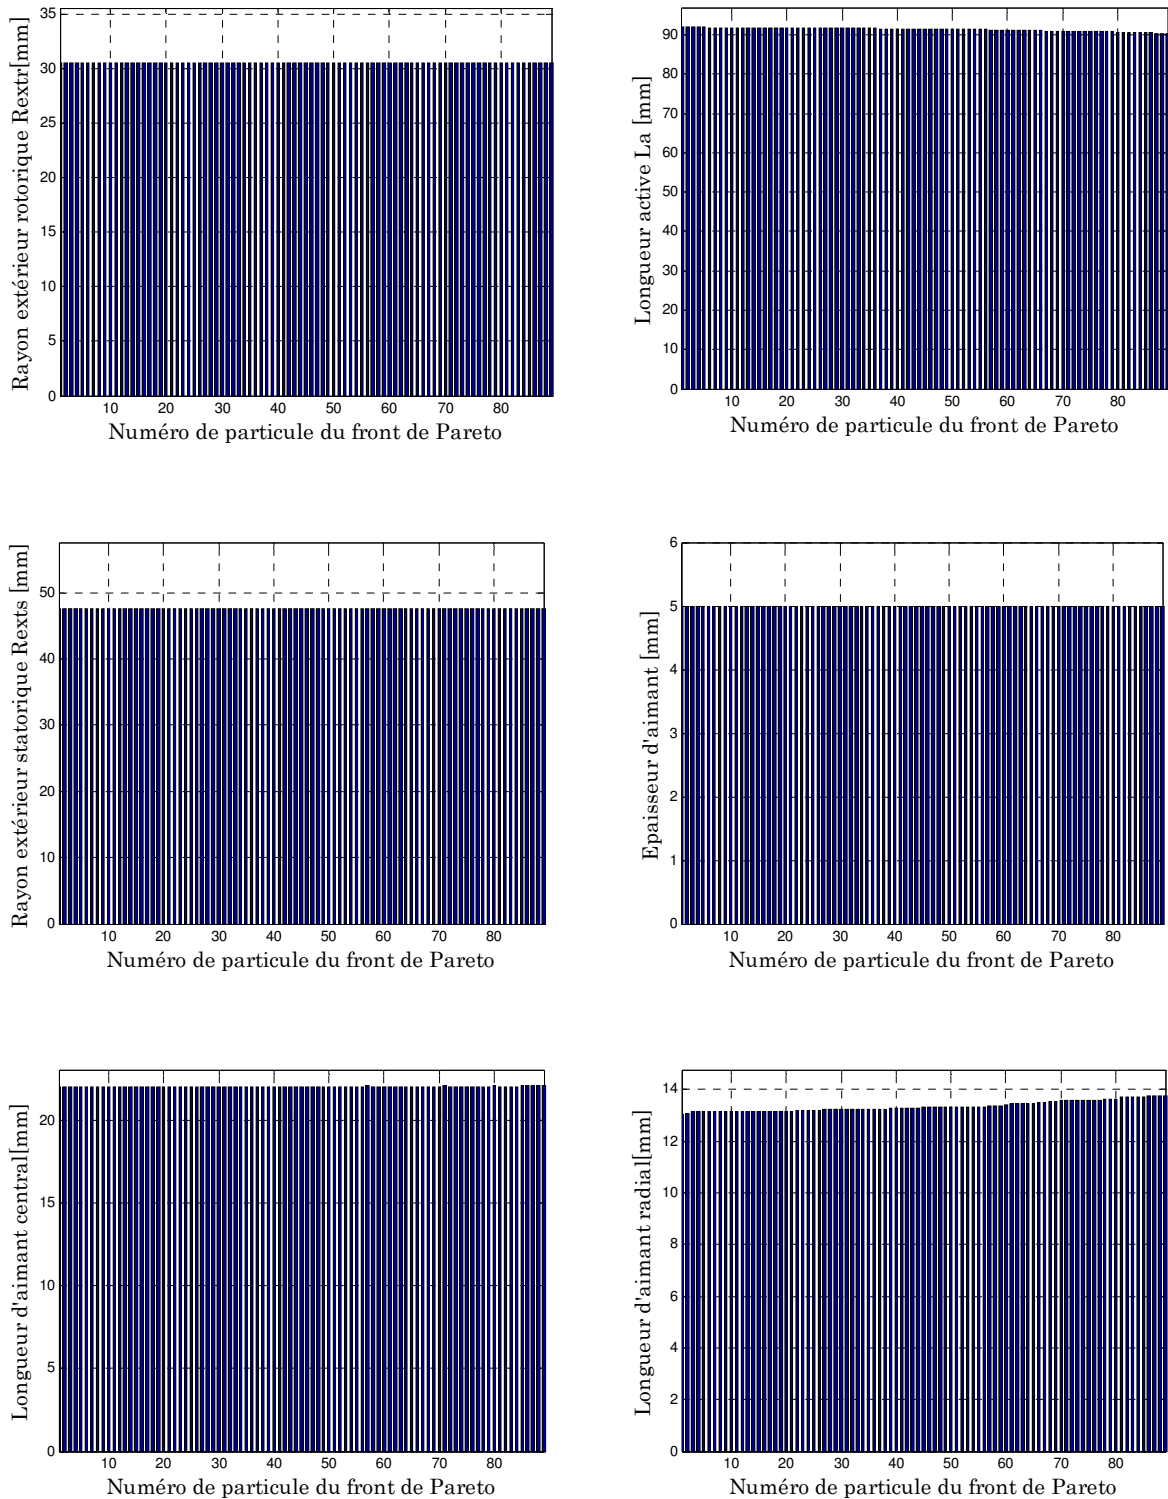 Rayon extérieur rotorique Rextr[mm]
35
30
25
20
15
10
5
0
10 20 30 40 50 60 70 80
Numéro de particule du front de Pareto
Longueur active La [mm]
90
80
70
60
50
40
30
20
10
0
10 20 30 40 50 60 70 80
Numéro de particule du front de Pareto
Rayon extérieur statorique Rexts [mm]
50
40
30
20
10
0
10 20 30 40 50 60 70 80
Numéro de particule du front de Pareto
Epaisseur d'aimant [mm]
6
5
4
3
2
1
0
10 20 30 40 50 60 70 80
Numéro de particule du front de Pareto
Longueur d'aimant central[mm]
20
15
10
5
0
10 20 30 40 50 60 70 80
Numéro de particule du front de Pareto
Longueur d'aimant radial[mm]
14
12
10
8
6
4
2
0
10 20 30 40 50 60 70 80
Numéro de particule du front de Pareto